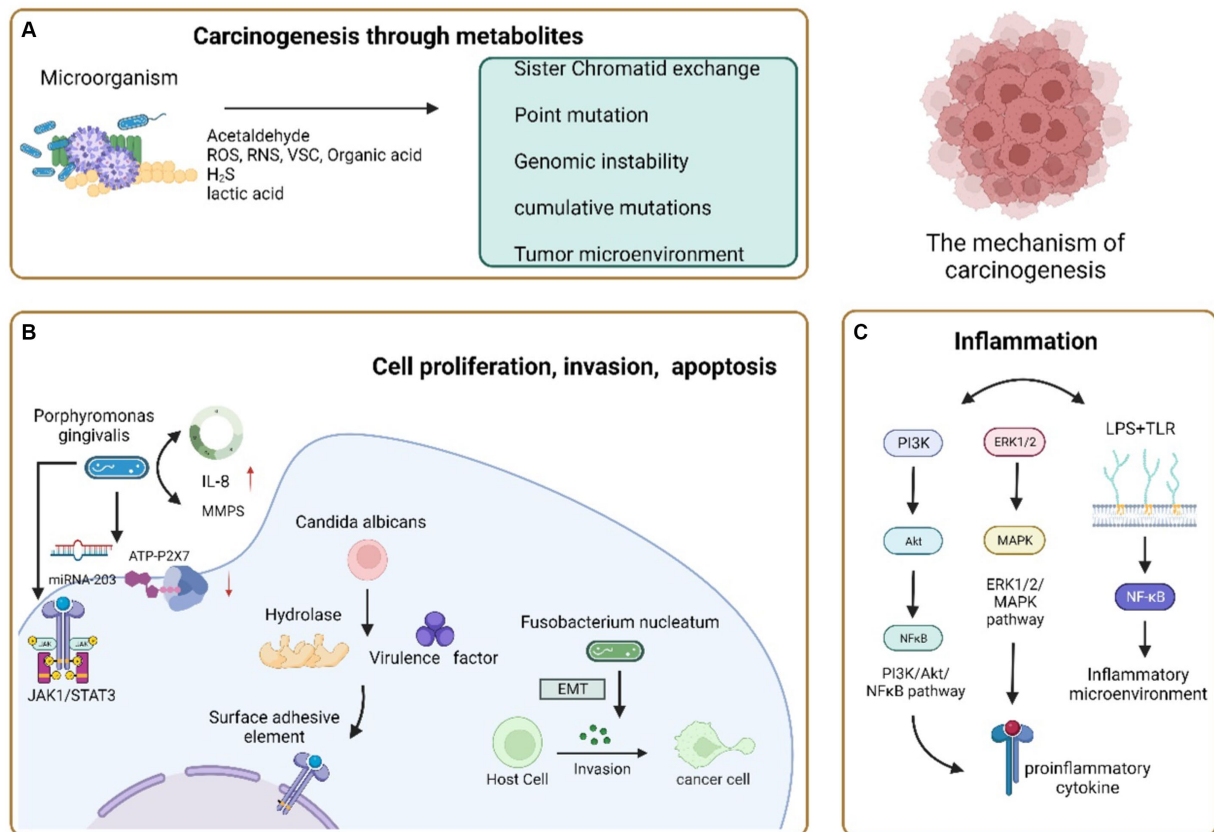 A
Carcinogenesis through metabolites
Microorganism
Acetaldehyde
ROS, RNS, VSC, Organic acid
H₂S
lactic acid
Sister Chromatid exchange
Point mutation
Genomic instability
cumulative mutations
Tumor microenvironment
The mechanism of
carcinogenesis
B
Cell proliferation, invasion, apoptosis
Porphyromonas
gingivalis
IL-8
MMPS
miRNA-203
ATP-P2X7
JAK
JAK
JAK1/STAT3
Candida albicans
Hydrolase
Virulence factor
Surface adhesive
element
Fusobacterium nucleatum
EMT
Host Cell
Invasion
cancer cell
C
Inflammation
PI3K
Akt
NFκB
PI3K/Akt/
NFκB pathway
ERK1/2
MAPK
ERK1/2/
MAPK
pathway
LPS+TLR
NF-κB
Inflammatory
microenvironment
proinflammatory
cytokine